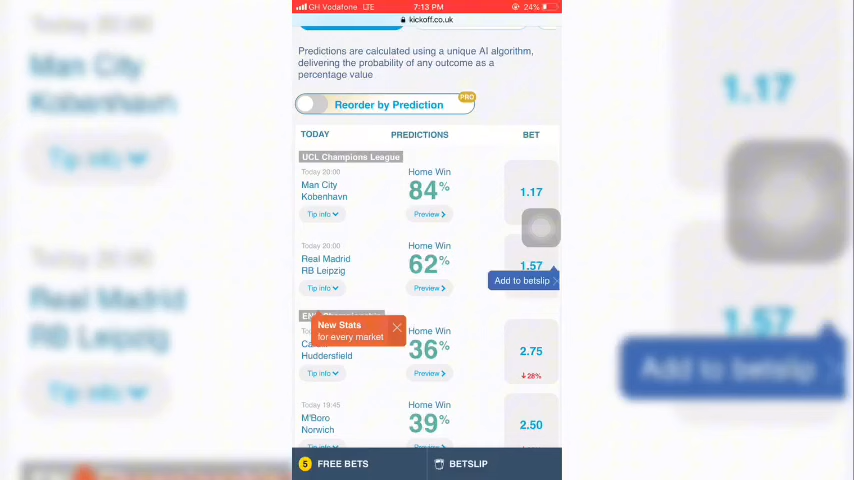 GH Vodafone LTE 7:13 PM 24%
kickoff.co.uk
Predictions are calculated using a unique AI algorithm,
delivering the probability of any outcome as a
percentage value
Reorder by Prediction PRO
TODAY PREDICTIONS BET
UCL Champions League
Today 20:00 Home Win
Man City 84% 1.17
Kobenhavn
Tip info Preview
Today 20:00 Home Win
Real Madrid 62% 1.57
RB Leipzig
Add to betslip
Tip info Preview
New Stats
for every market
Home Win
36% 2.75
Huddersfield
Tip info Preview
↓28%
Today 19:45 Home Win
M'Boro 39% 2.50
Norwich
Tip info Preview
5 FREE BETS BETSLIP
Man City
Kobenhavn
Tip info
1.17
Today 20:00
Real Madrid
RB Leipzig
Tip info
1.57
Add to betslip